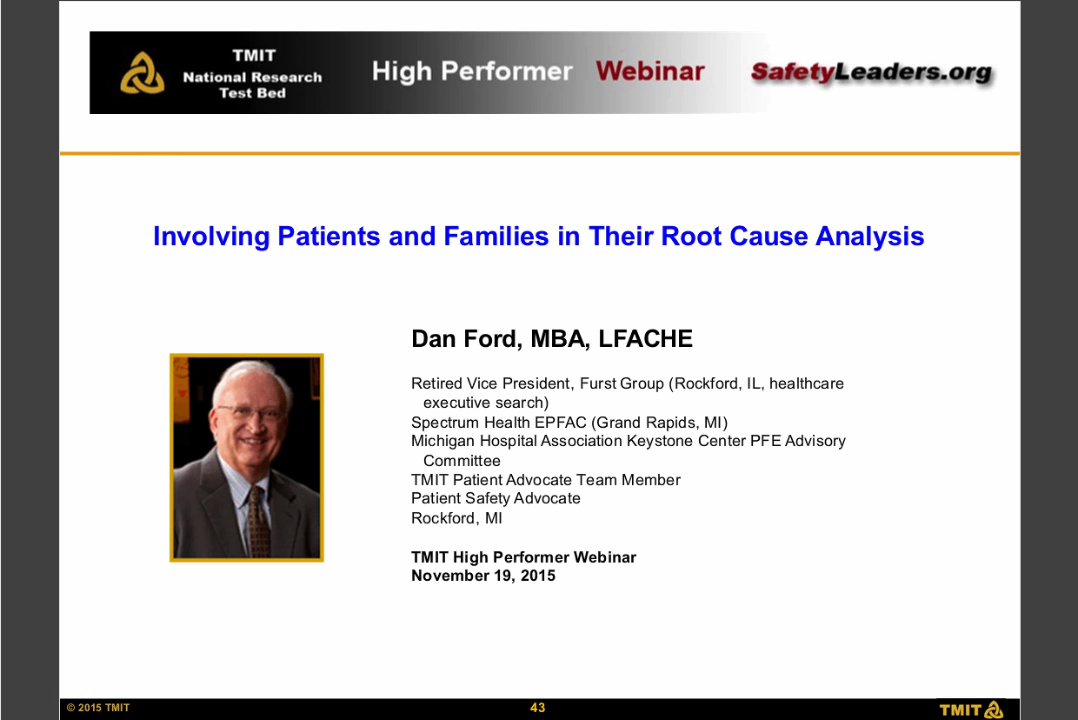 TMIT
National Research
Test Bed
High Performer Webinar
SafetyLeaders.org
Involving Patients and Families in Their Root Cause Analysis
Dan Ford, MBA, LFACHE
Retired Vice President, Furst Group (Rockford, IL, healthcare
executive search)
Spectrum Health EPFAC (Grand Rapids, MI)
Michigan Hospital Association Keystone Center PFE Advisory
Committee
TMIT Patient Advocate Team Member
Patient Safety Advocate
Rockford, MI
TMIT High Performer Webinar
November 19, 2015
© 2015 TMIT
43
TMIT